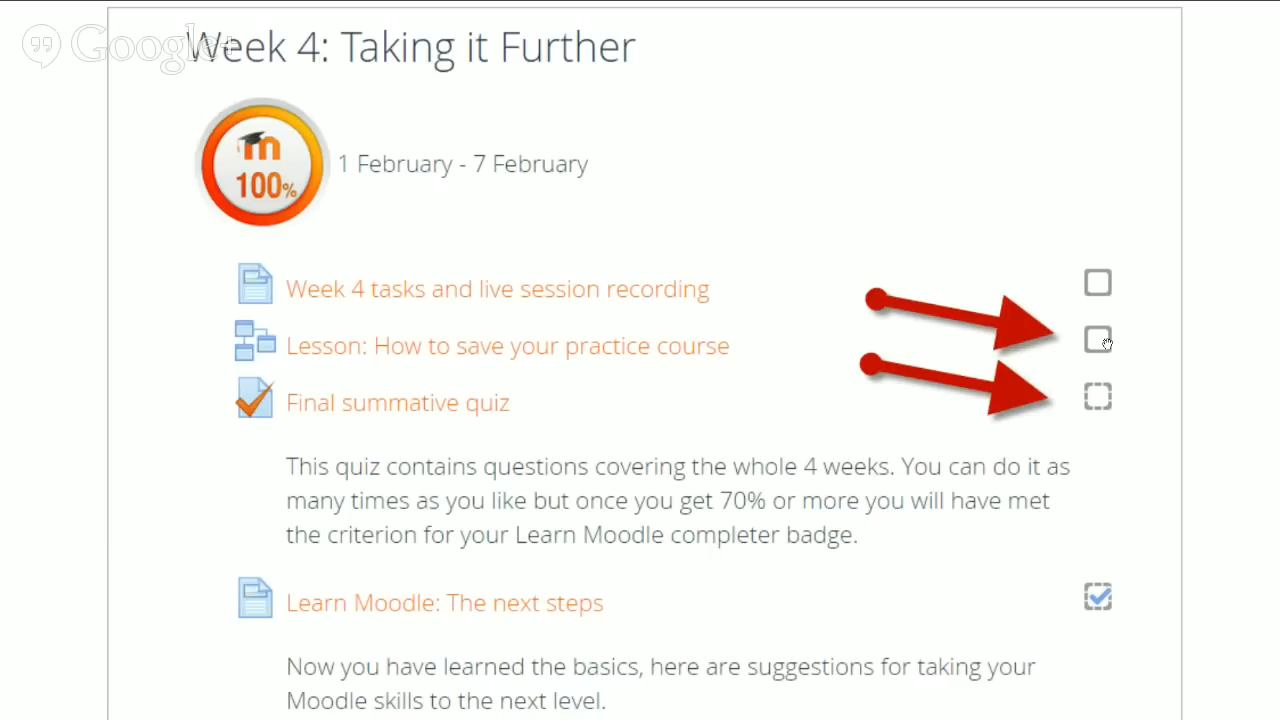 Google+
Week 4: Taking it Further
m
100%
1 February - 7 February
Week 4 tasks and live session recording
Lesson: How to save your practice course
Final summative quiz
This quiz contains questions covering the whole 4 weeks. You can do it as
many times as you like but once you get 70% or more you will have met
the criterion for your Learn Moodle completer badge.
Learn Moodle: The next steps
Now you have learned the basics, here are suggestions for taking your
Moodle skills to the next level.